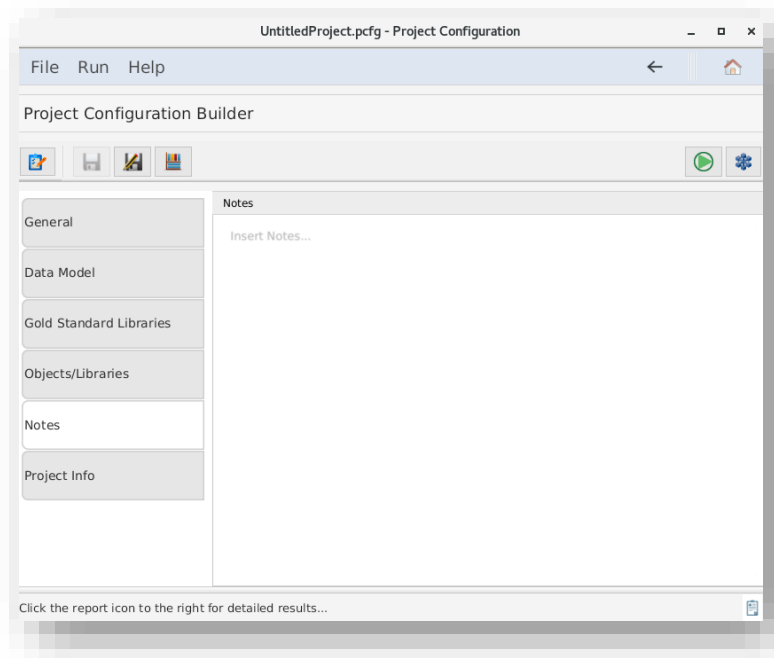 UntitledProject.pcfg - Project Configuration
File Run Help
Project Configuration Builder
General
Data Model
Gold Standard Libraries
Objects/Libraries
Notes
Project Info
Notes
Insert Notes...
Click the report icon to the right for detailed results...